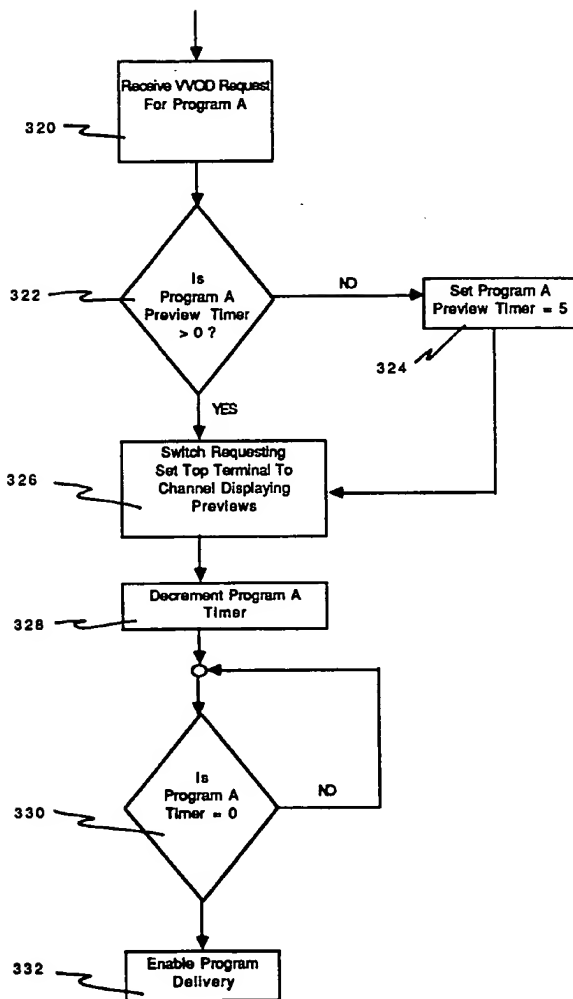 Receive VVOD Request
For Program A
320
Is
Program A
Preview Timer
> 0 ?
322
NO
Set Program A
Preview Timer = 5
324
YES
Switch Requesting
Set Top Terminal To
Channel Displaying
Previews
326
Decrement Program A
Timer
328
Is
Program A
Timer = 0
NO
330
Enable Program
Delivery
332